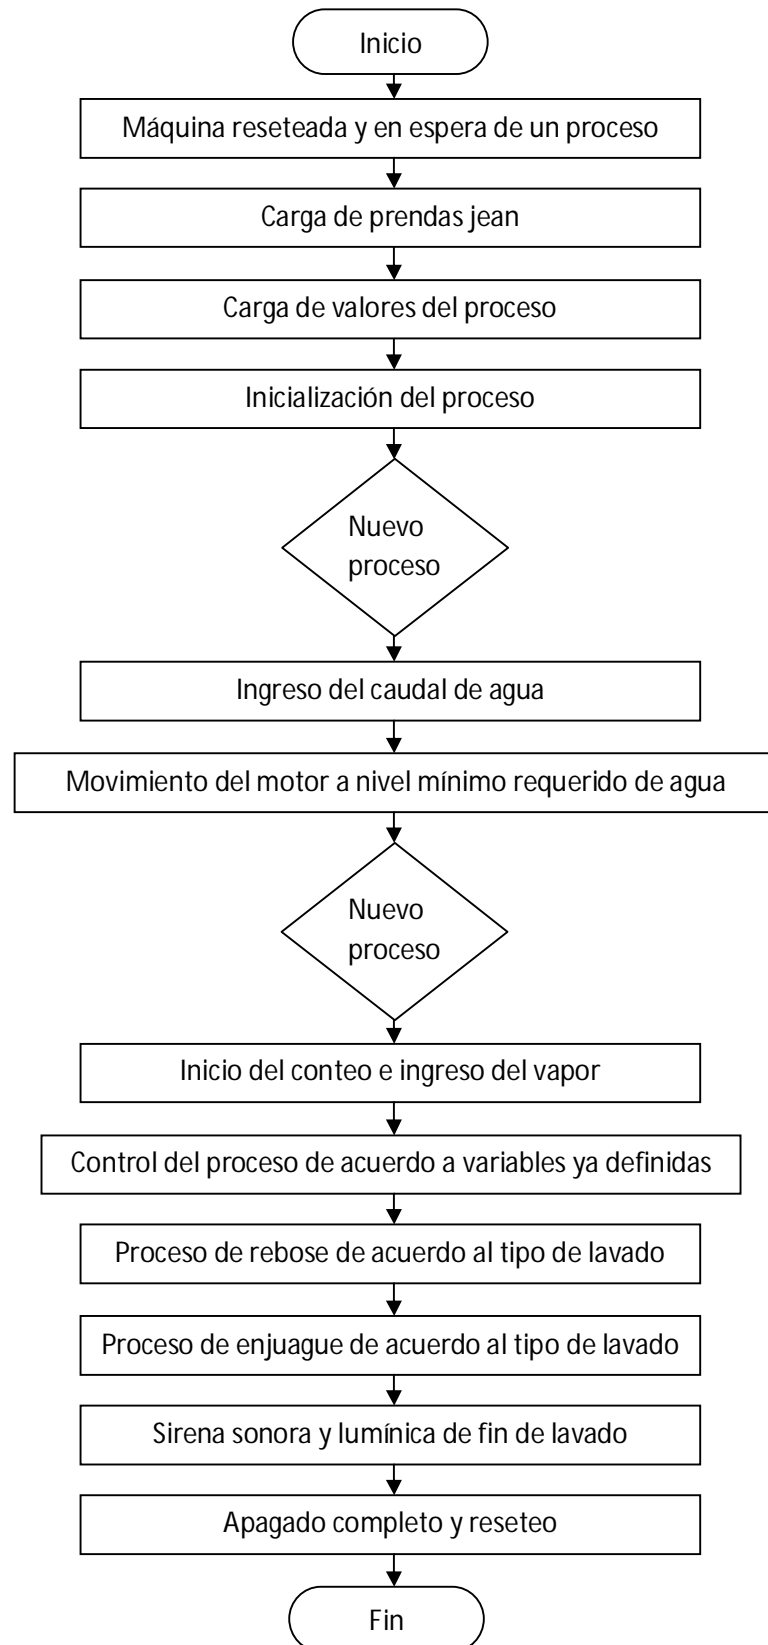 Inicio
Máquina reseteada y en espera de un proceso
Carga de prendas jean
Carga de valores del proceso
Inicialización del proceso
Nuevo
proceso
Ingreso del caudal de agua
Movimiento del motor a nivel mínimo requerido de agua
Nuevo
proceso
Inicio del conteo e ingreso del vapor
Control del proceso de acuerdo a variables ya definidas
Proceso de rebose de acuerdo al tipo de lavado
Proceso de enjuague de acuerdo al tipo de lavado
Sirena sonora y lumínica de fin de lavado
Apagado completo y reseteo
Fin